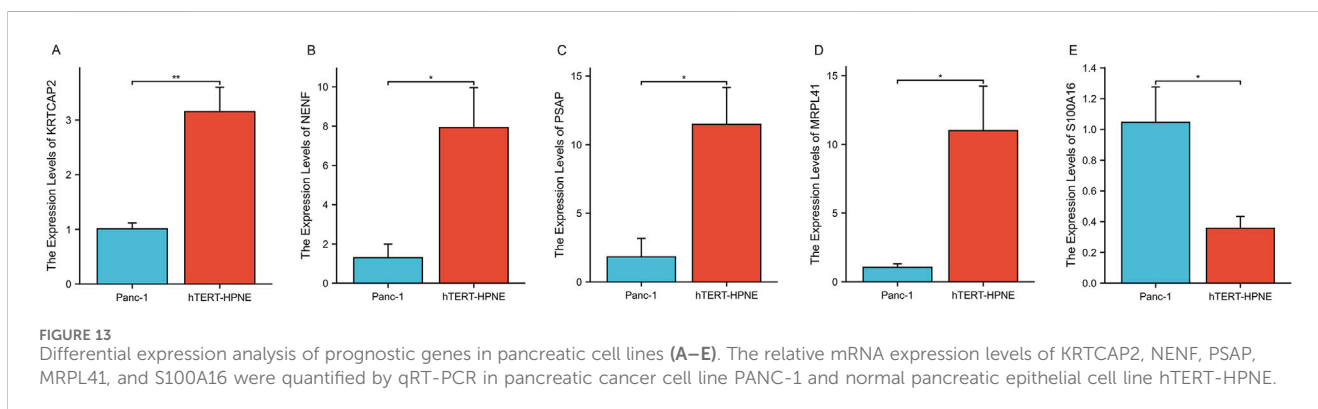 A
The Expression Levels of KRTCAP2
3
2
1
0
**
Panc-1
hTERT-HPNE
B
The Expression Levels of NENF
10
8
6
4
2
0
*
Panc-1
hTERT-HPNE
C
The Expression Levels of PSAP
15
10
5
0
*
Panc-1
hTERT-HPNE
D
The Expression Levels of MRPL41
15
10
5
0
*
Panc-1
hTERT-HPNE
E
The Expression Levels of S100A16
1.4
1.2
1.0
0.8
0.6
0.4
0.2
0.0
*
Panc-1
hTERT-HPNE
FIGURE 13
Differential expression analysis of prognostic genes in pancreatic cell lines (A–E). The relative mRNA expression levels of KRTCAP2, NENF, PSAP,
MRPL41, and S100A16 were quantified by qRT-PCR in pancreatic cancer cell line PANC-1 and normal pancreatic epithelial cell line hTERT-HPNE.